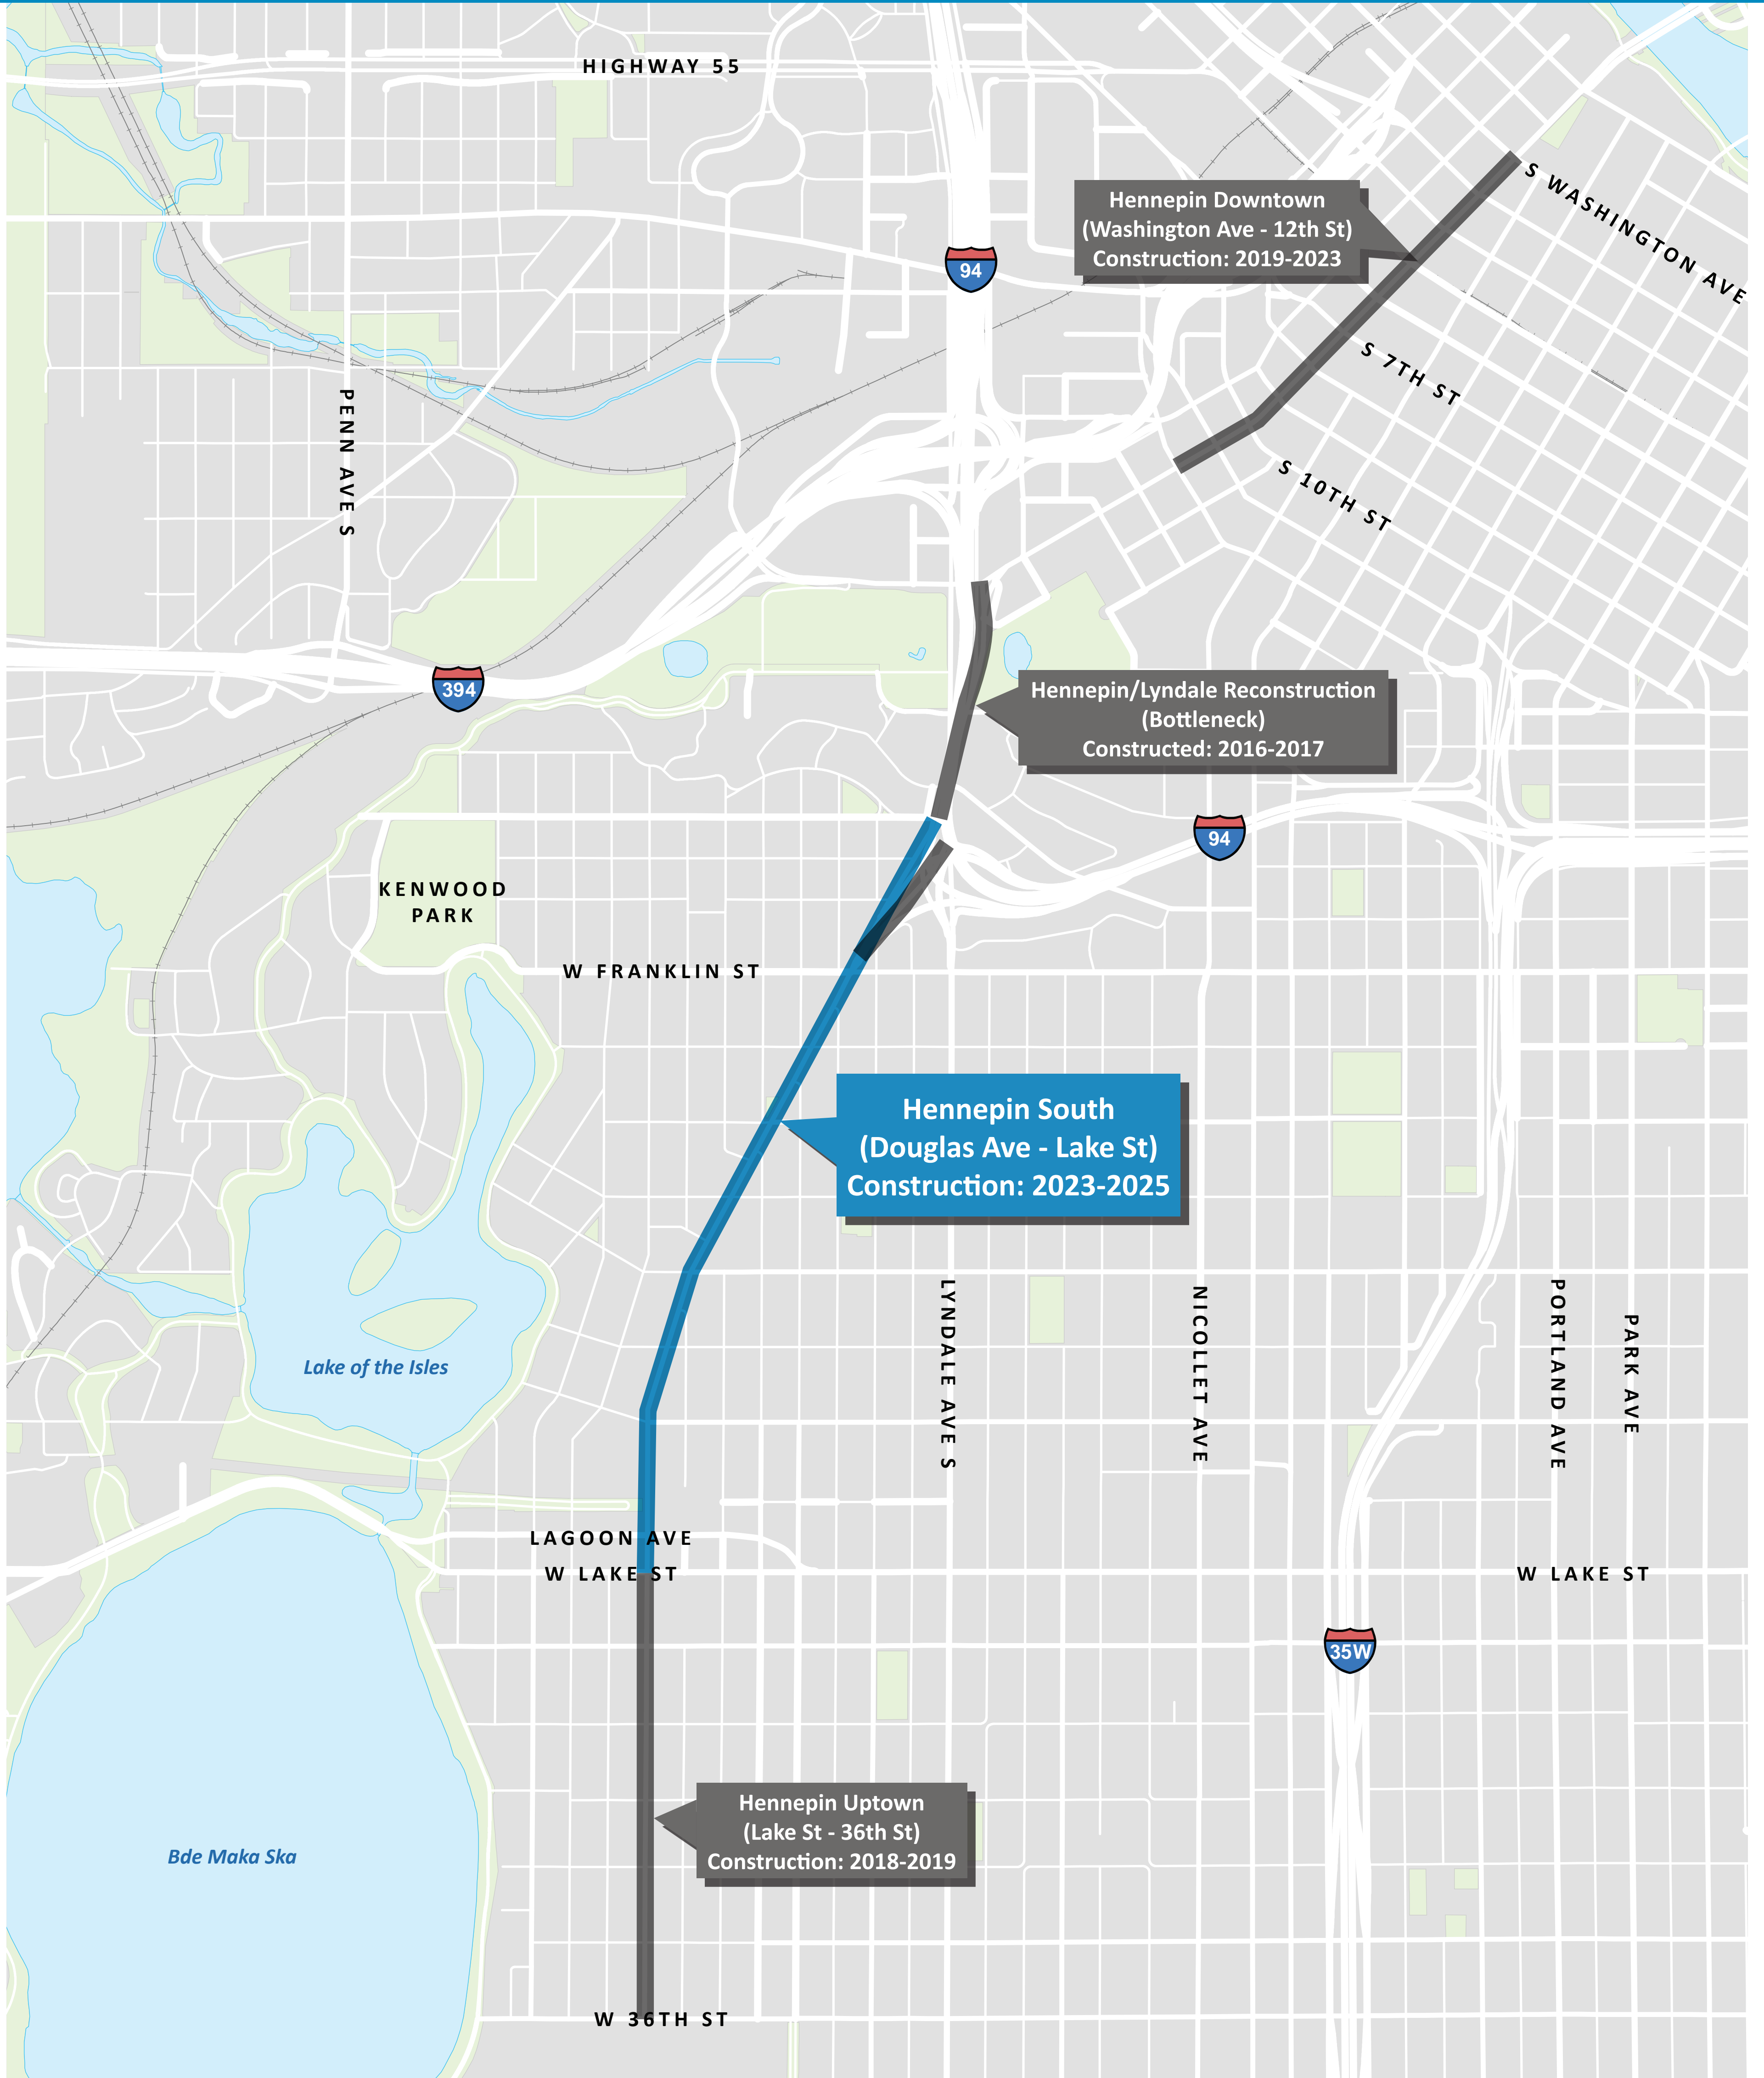 HIGHWAY 55
S WASHINGTON AVE
Hennepin Downtown
(Washington Ave - 12th St)
Construction: 2019-2023
94
S 7TH ST
PENN AVE S
S 10TH ST
394
Hennepin/Lyndale Reconstruction
(Bottleneck)
Constructed: 2016-2017
94
KENWOOD
PARK
W FRANKLIN ST
Hennepin South
(Douglas Ave - Lake St)
Construction: 2023-2025
LYNDALE AVE S
NICOLLET AVE
PORTLAND AVE
PARK AVE
Lake of the Isles
LAGOON AVE
W LAKE ST
W LAKE ST
35W
Hennepin Uptown
(Lake St - 36th St)
Construction: 2018-2019
Bde Maka Ska
W 36TH ST